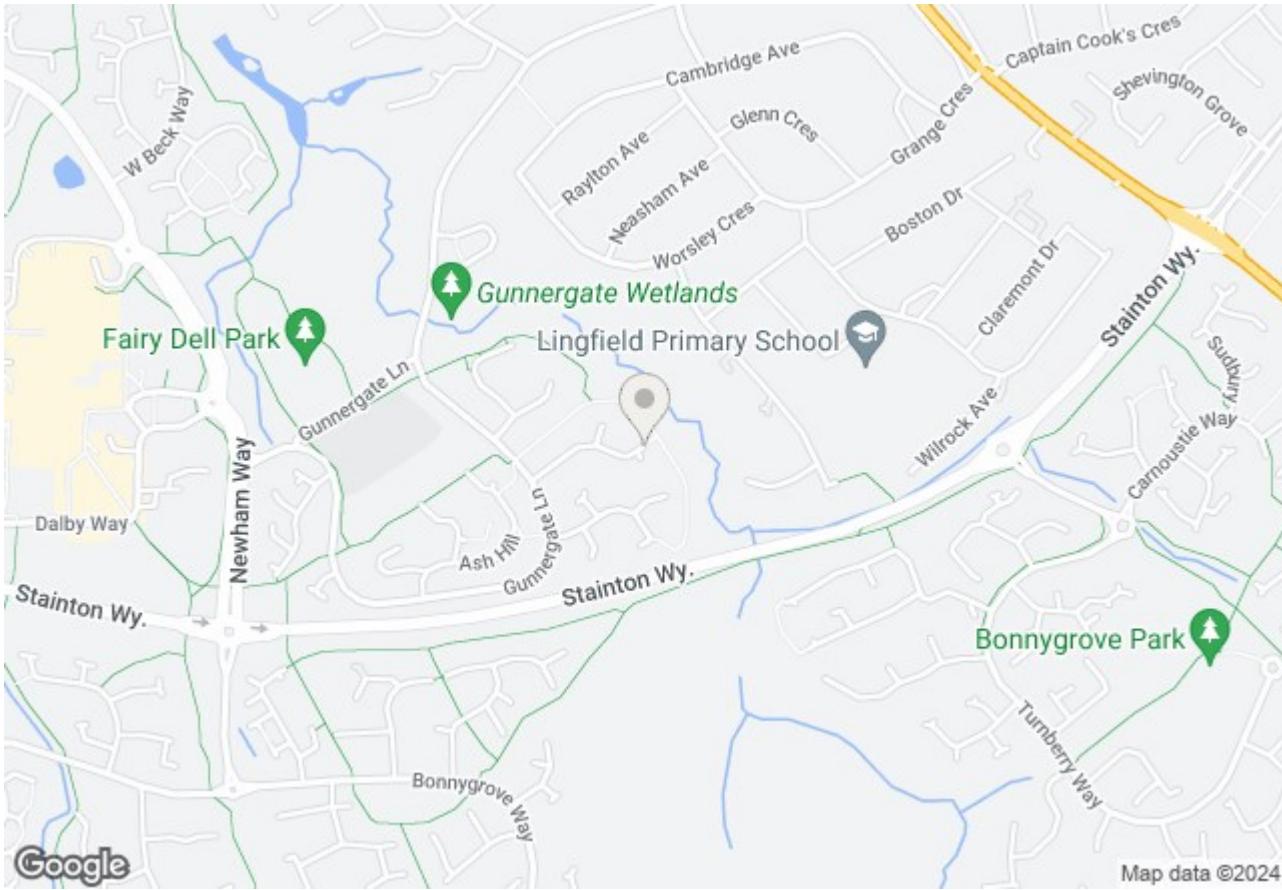 Captain Cook's Cres
Cambridge Ave
Shevington Grove
Glenn Cres
W Beck Way
Grange Cres
Raylton Ave
Neasham Ave
Boston Dr
Worsley Cres
Claremont Dr
Stainton Wy.
Gunnergate Wetlands
Fairy Dell Park
Lingfield Primary School
Gunnergate Ln
Sudbury
Wilrock Ave
Carnoustie Way
Newham Way
Dalby Way
Gunnergate Ln
Ash Hill
Stainton Wy.
Stainton Wy.
Bonnygrove Park
Turnberry Way
Bonnygrove Way
Google
Map data ©2024